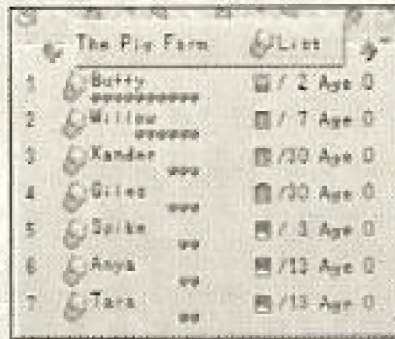 The Pig Farm List
1 Buffy / 2 Age 0
2 Willow / 7 Age 0
3 Xander /30 Age 0
4 Giles /30 Age 0
5 Spike / 3 Age 0
6 Anya /13 Age 0
7 Tara /13 Age 0